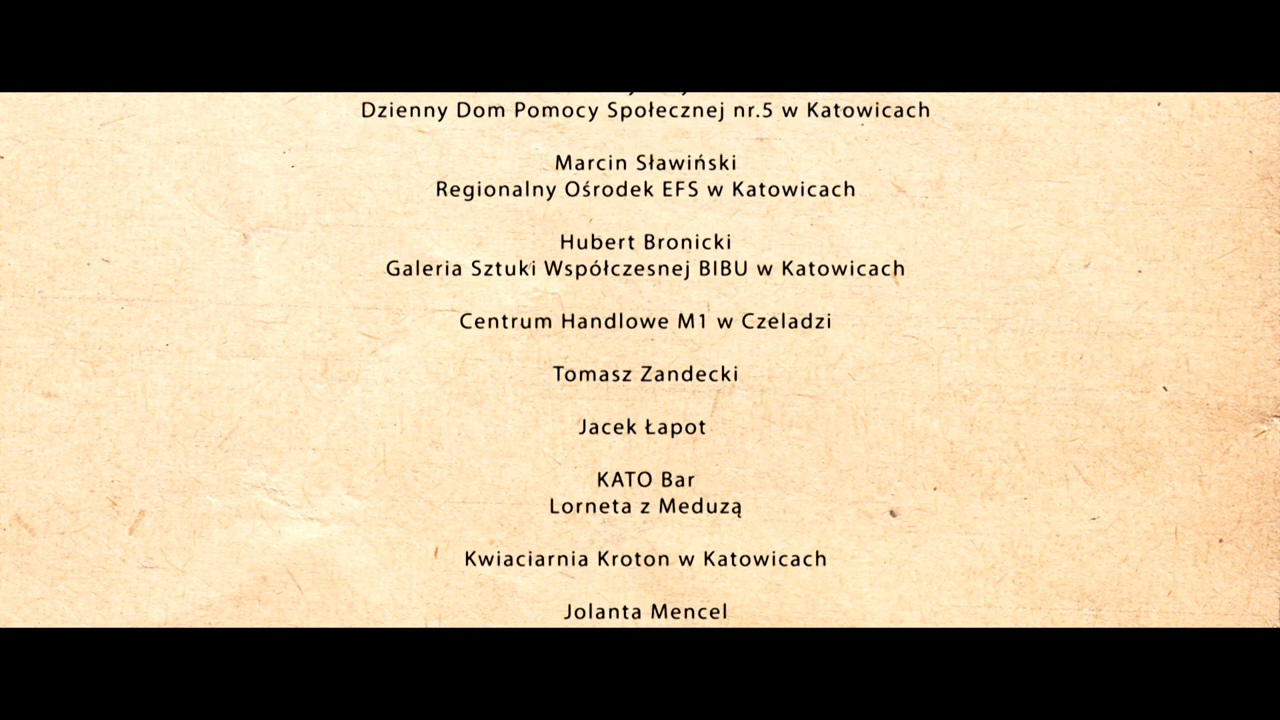 Dzienny Dom Pomocy Społecznej nr.5 w Katowicach
Marcin Sławiński
Regionalny Ośrodek EFS w Katowicach
Hubert Bronicki
Galeria Sztuki Współczesnej BIBU w Katowicach
Centrum Handlowe M1 w Czeladzi
Tomasz Zandecki
Jacek Łapot
KATO Bar
Lorneta z Meduzą
Kwiaciarnia Kroton w Katowicach
Jolanta Mencel